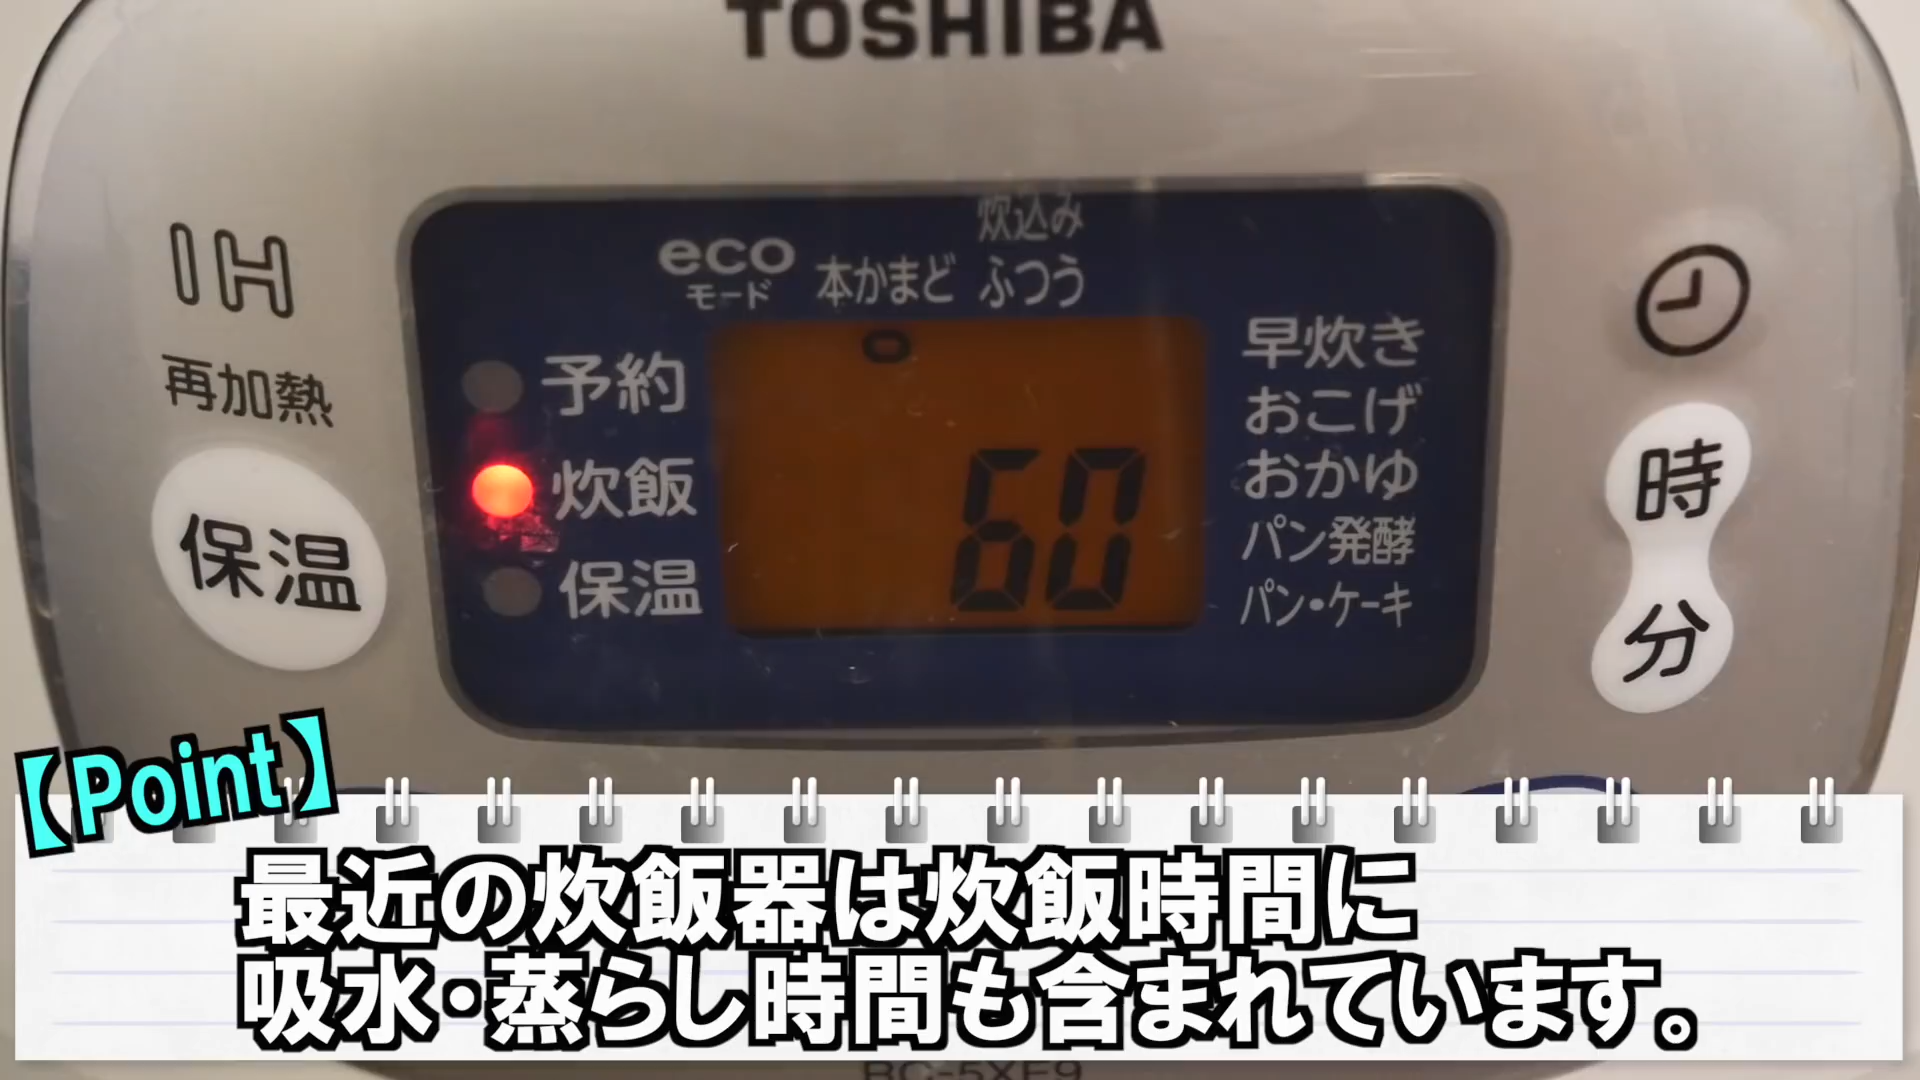 TOSHIBA
IH
再加熱
保温
eco
モード
本かまど
炊込み
ふつう
予約
炊飯
保温
60
早炊き
おこげ
おかゆ
パン発酵
パン・ケーキ
時
分
【Point】
最近の炊飯器は炊飯時間に
吸水・蒸らし時間も含まれています。